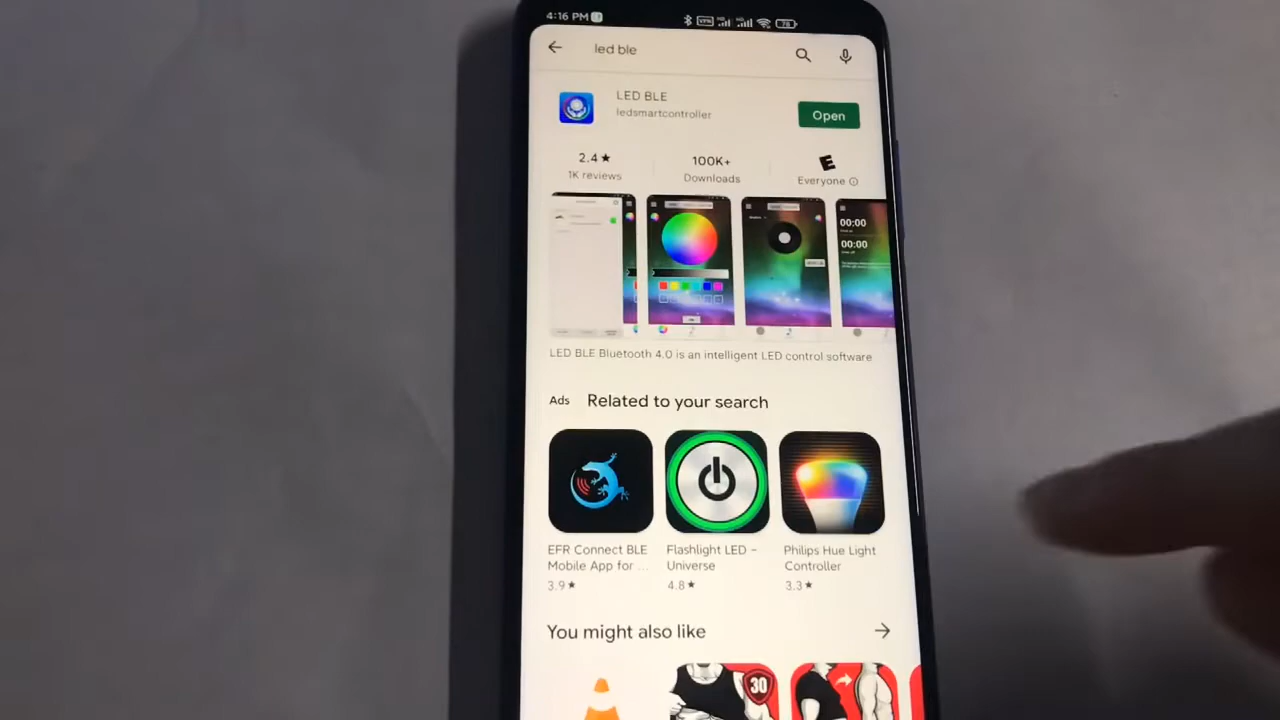 4:16 PM
VPN
78
led ble
LED BLE
ledsmartcontroller
Open
2.4★
1K reviews
100K+
Downloads
E
Everyone
00:00
00:00
LED BLE Bluetooth 4.0 is an intelligent LED control software
Ads
Related to your search
EFR Connect BLE
Mobile App for ...
3.9★
Flashlight LED -
Universe
4.8★
Philips Hue Light
Controller
3.3★
You might also like
30